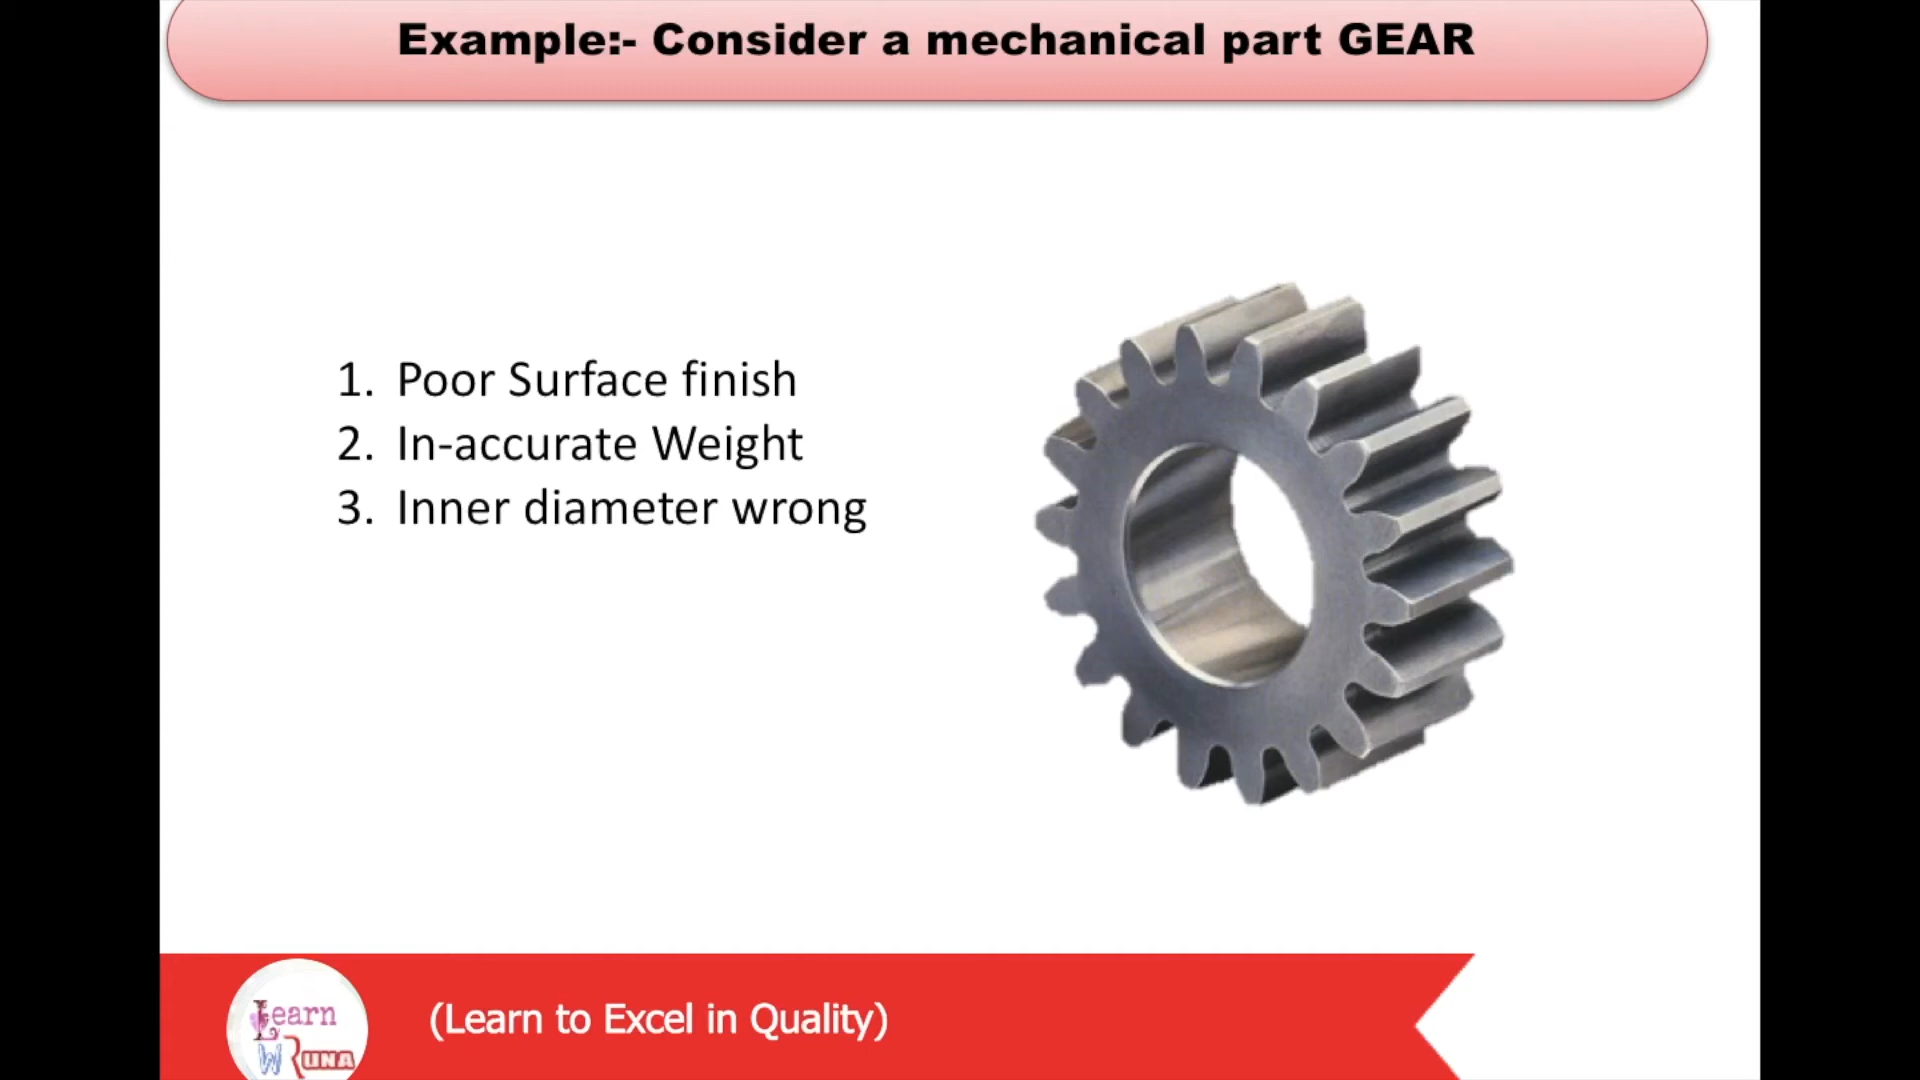 Example:- Consider a mechanical part GEAR
1. Poor Surface finish
2. In-accurate Weight
3. Inner diameter wrong
Learn
W RUNA
(Learn to Excel in Quality)